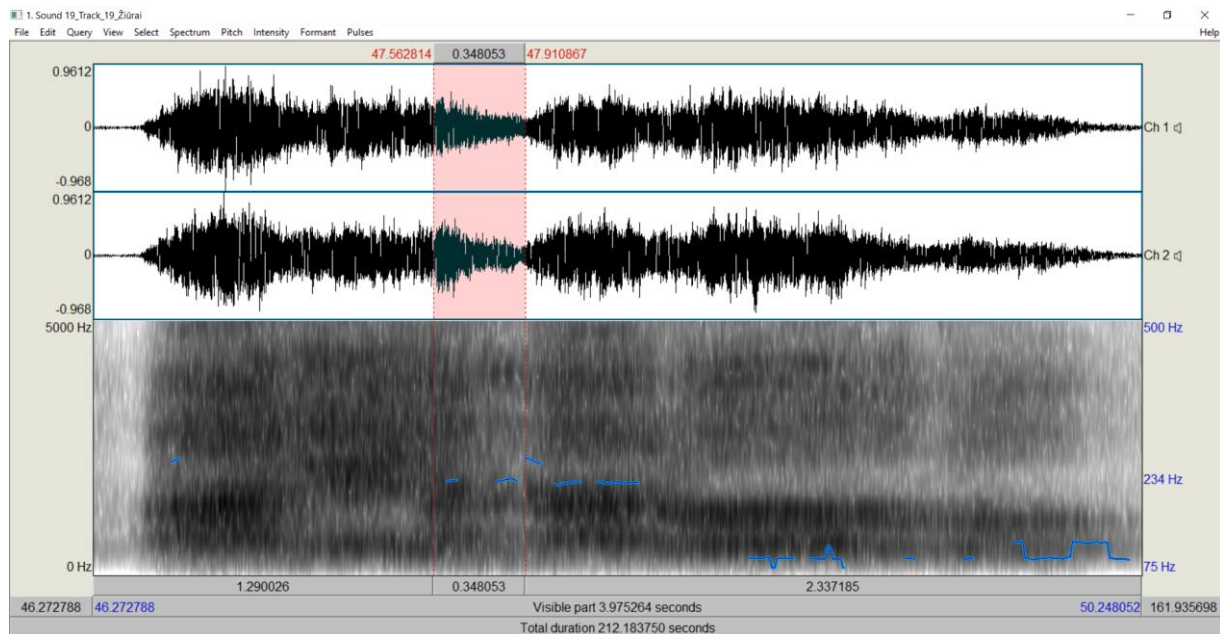 1. Sound 19_Track_19_Žiūrai
File Edit Query View Select Spectrum Pitch Intensity Formant Pulses Help
47.562814 0.348053 47.910867
0.9612
0 Ch 1
-0.968
0.9612
0 Ch 2
-0.968
5000 Hz 500 Hz
234 Hz
0 Hz 75 Hz
1.290026 0.348053 2.337185
46.272788 46.272788 Visible part 3.975264 seconds 50.248052 161.935698
Total duration 212.183750 seconds